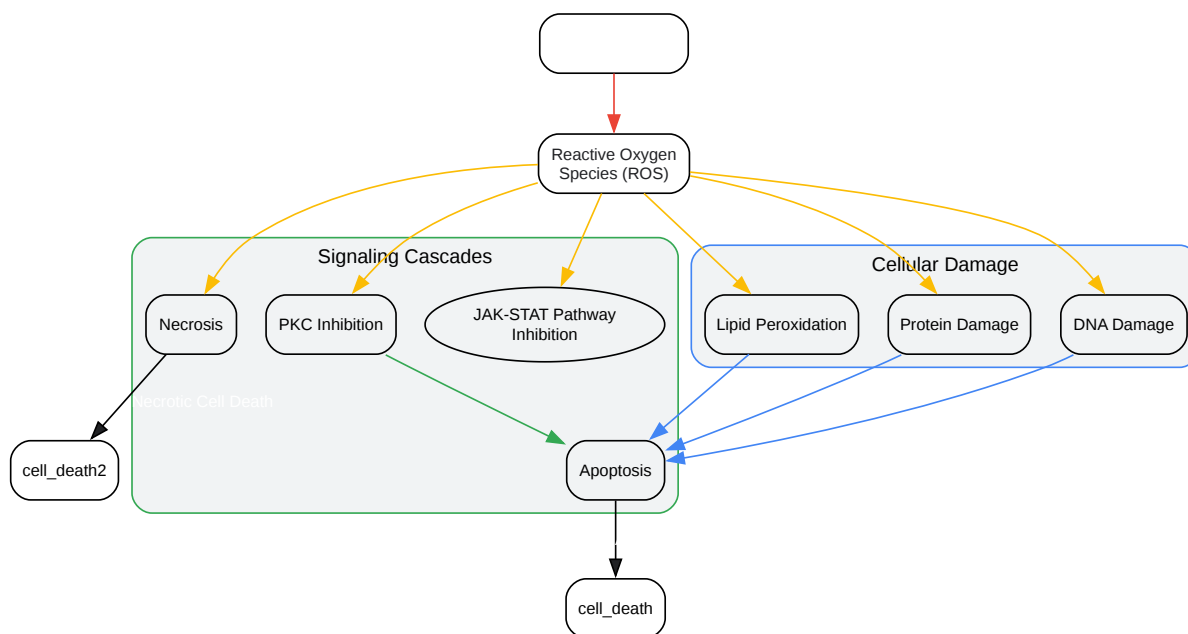 Reactive Oxygen
Species (ROS)
Signaling Cascades
Cellular Damage
Necrosis
PKC Inhibition
JAK-STAT Pathway
Inhibition
Lipid Peroxidation
Protein Damage
DNA Damage
Necrotic Cell Death
cell_death2
Apoptosis
cell_death